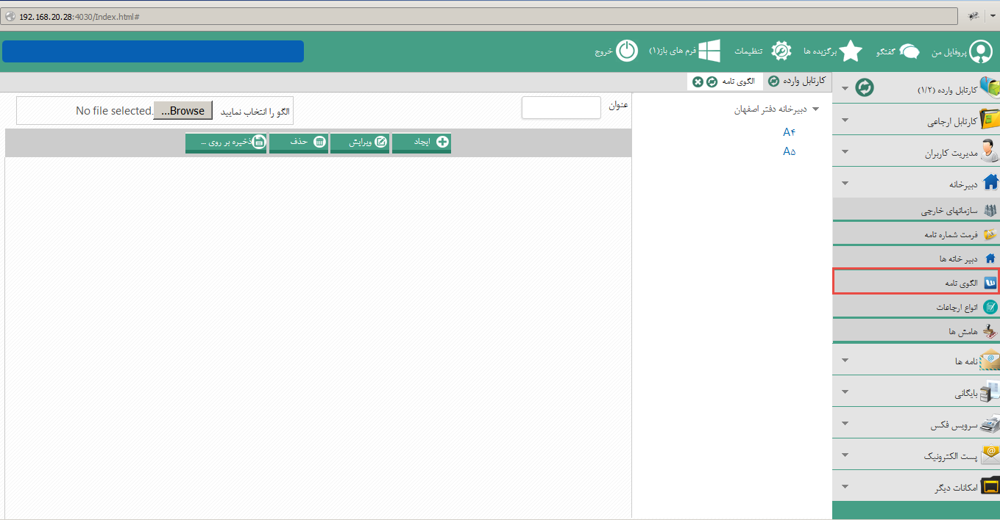 192.168.20.28:4030/Index.html#
پروفایل من
گفتگو
برگزیده ها
تنظیمات
فرم های باز(۱)
خروج
کارتابل وارده
الگوی نامه
کارتابل وارده (۱/۲)
کارتابل ارجاعی
مدیریت کاربران
دبیرخانه
سازمانهای خارجی
فرمت شماره نامه
دبیر خانه ها
الگوی نامه
انواع ارجاعات
هامش ها
نامه ها
بایگانی
سرویس فکس
پست الکترونیک
امکانات دیگر
دبیرخانه دفتر اصفهان
A۴
A۵
عنوان
الگو را انتخاب نمایید Browse... No file selected.
ایجاد
ویرایش
حذف
ذخیره بر روی ...